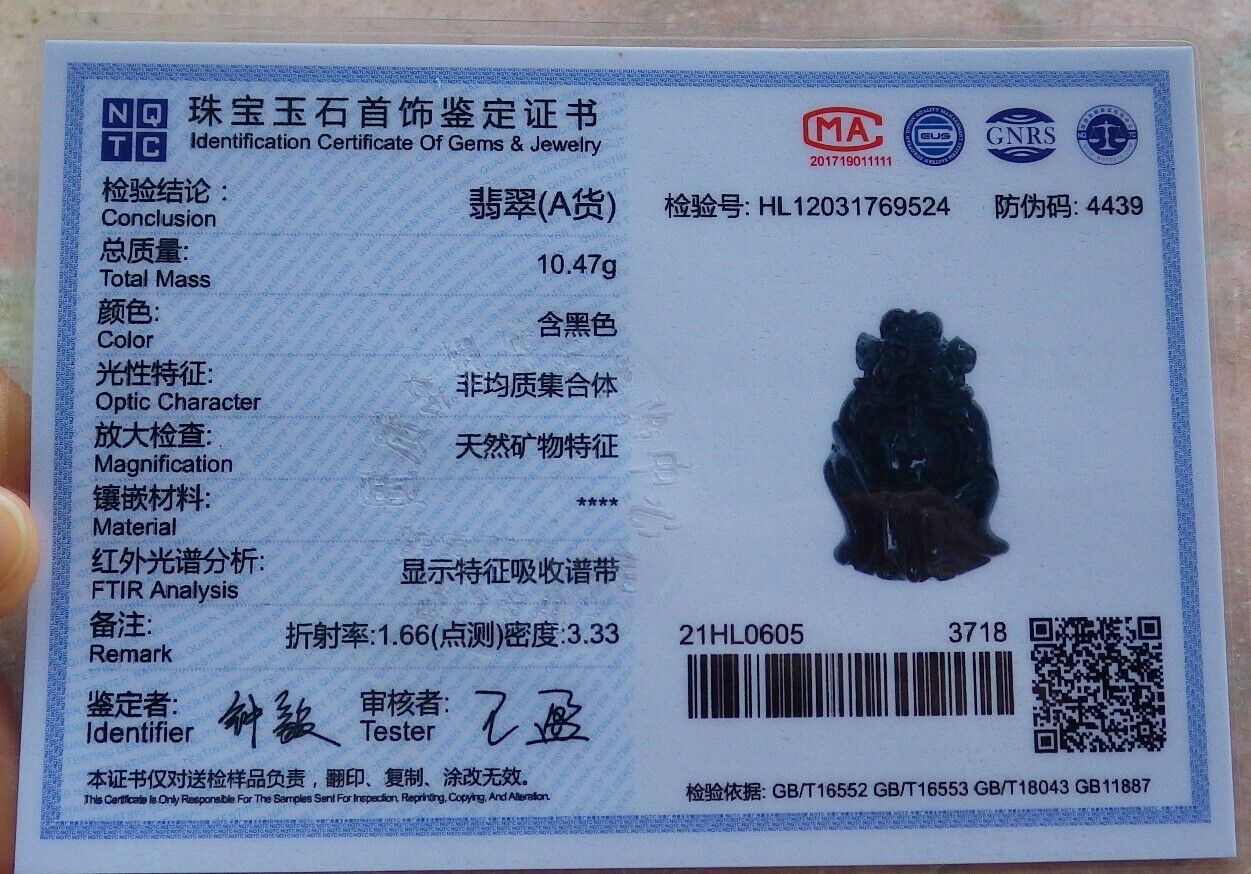 NQ
TC
珠宝玉石首饰鉴定证书
Identification Certificate Of Gems & Jewelry
检验结论: 翡翠(A货)
Conclusion
总质量: 10.47g
Total Mass
颜色: 含黑色
Color
光性特征: 非均质集合体
Optic Character
放大检查: 天然矿物特征
Magnification
镶嵌材料: ****
Material
红外光谱分析: 显示特征吸收谱带
FTIR Analysis
备注: 折射率:1.66(点测)密度:3.33
Remark
鉴定者: 审核者:
Identifier Tester
本证书仅对送检样品负责，翻印、复制、涂改无效。
This Certificate Is Only Responsible For The Samples Sent For Inspection, Reprinting, Copying, And Alteration.
MA
201719011111
GNRS
检验号: HL12031769524 防伪码: 4439
21HL0605 3718
检验依据: GB/T16552 GB/T16553 GB/T18043 GB11887